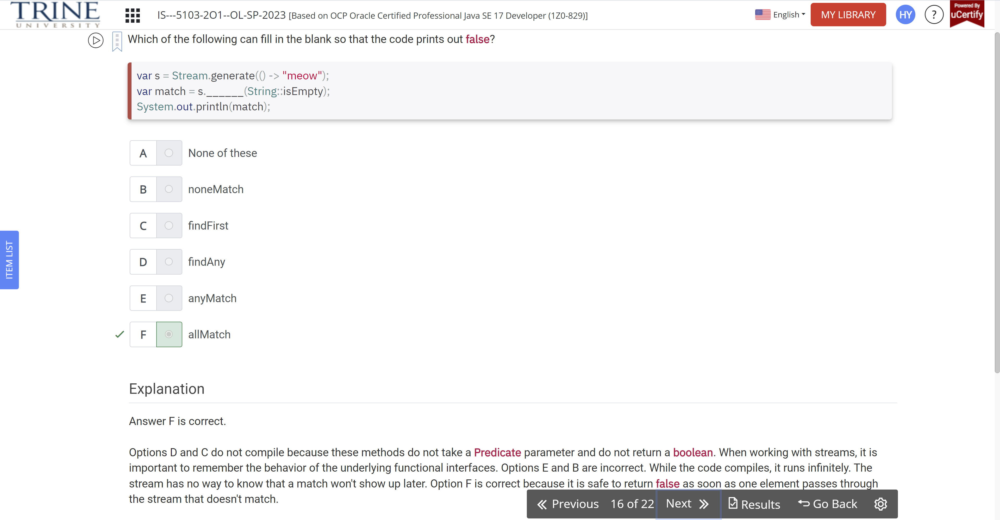 TRINE
UNIVERSITY
IS---5103-2O1--OL-SP-2023 [Based on OCP Oracle Certified Professional Java SE 17 Developer (1Z0-829)]
English
MY LIBRARY
HY
?
Powered By
uCertify
Which of the following can fill in the blank so that the code prints out false?
var s = Stream.generate(() -> "meow");
var match = s.______(String::isEmpty);
System.out.println(match);
A None of these
B noneMatch
C findFirst
D findAny
E anyMatch
F allMatch
ITEM LIST
Explanation
Answer F is correct.
Options D and C do not compile because these methods do not take a Predicate parameter and do not return a boolean. When working with streams, it is
important to remember the behavior of the underlying functional interfaces. Options E and B are incorrect. While the code compiles, it runs infinitely. The
stream has no way to know that a match won't show up later. Option F is correct because it is safe to return false as soon as one element passes through
the stream that doesn't match.
Previous 16 of 22 Next Results Go Back